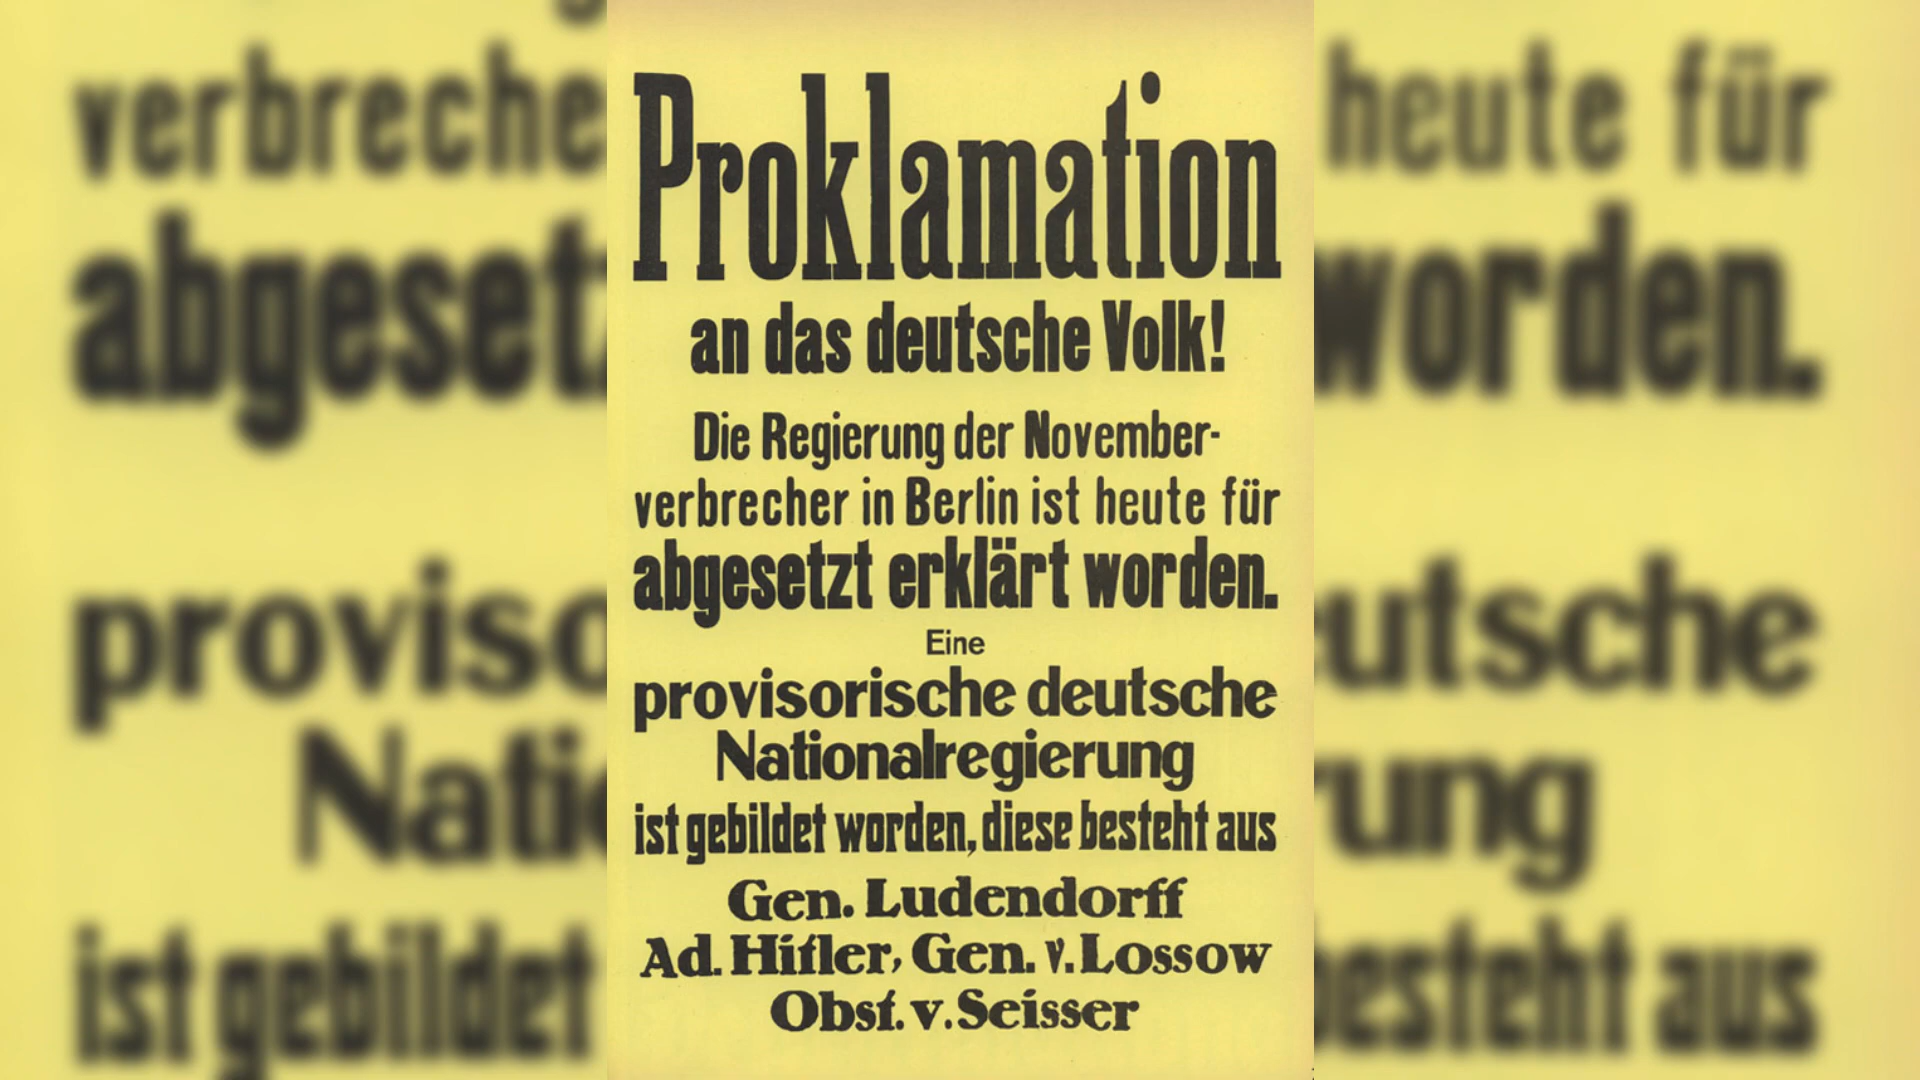 Proklamation
an das deutsche Volk!
Die Regierung der November-
verbrecher in Berlin ist heute für
abgesetzt erklärt worden.
Eine
provisorische deutsche
Nationalregierung
ist gebildet worden, diese besteht aus
Gen. Ludendorff
Ad. Hitler, Gen. v. Lossow
Obst. v. Seisser